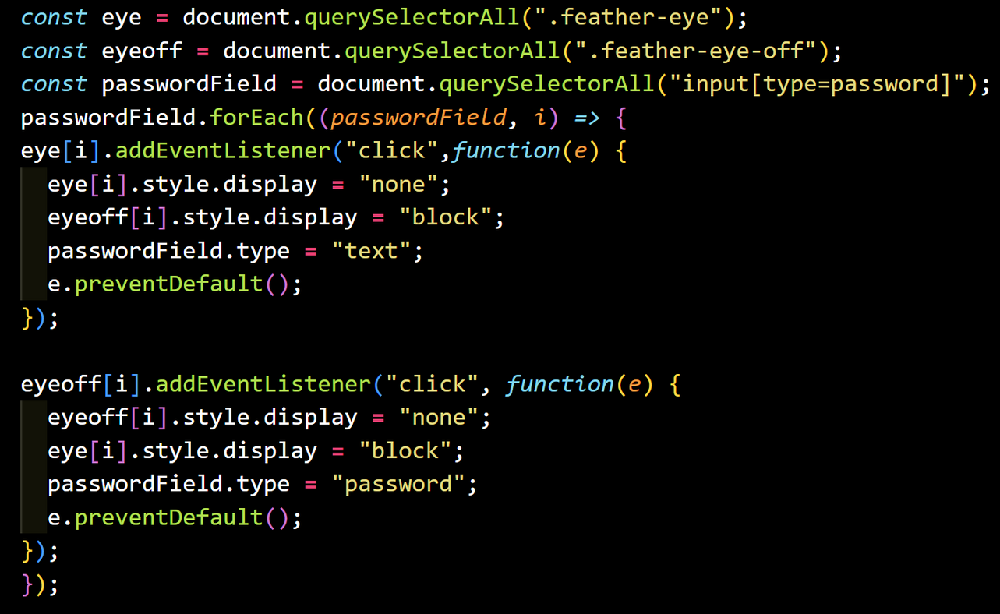 const eye = document.querySelectorAll(".feather-eye");
const eyeoff = document.querySelectorAll(".feather-eye-off");
const passwordField = document.querySelectorAll("input[type=password]");
passwordField.forEach((passwordField, i) => {
eye[i].addEventListener("click",function(e) {
  eye[i].style.display = "none";
  eyeoff[i].style.display = "block";
  passwordField.type = "text";
  e.preventDefault();
});

eyeoff[i].addEventListener("click", function(e) {
  eyeoff[i].style.display = "none";
  eye[i].style.display = "block";
  passwordField.type = "password";
  e.preventDefault();
});
});